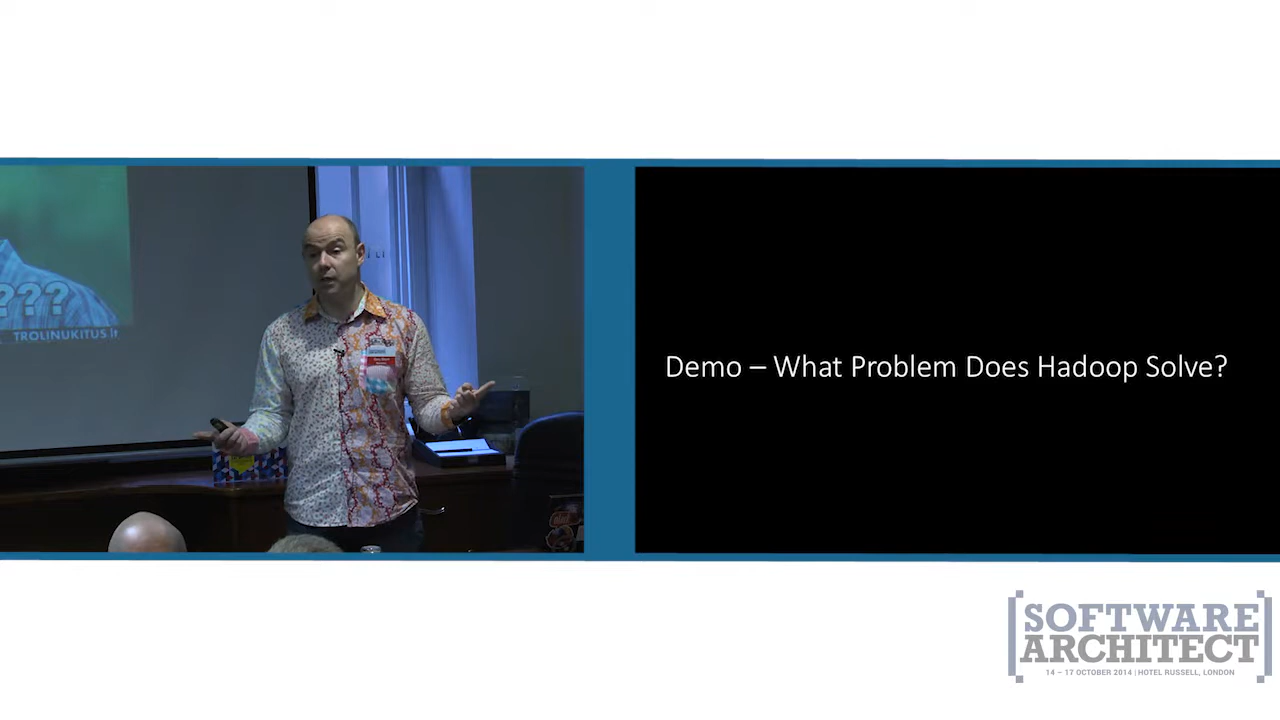 ???
TROLINUKITUS.lt
Demo – What Problem Does Hadoop Solve?
[SOFTWARE
ARCHITECT]
14 – 17 OCTOBER 2014 | HOTEL RUSSELL, LONDON